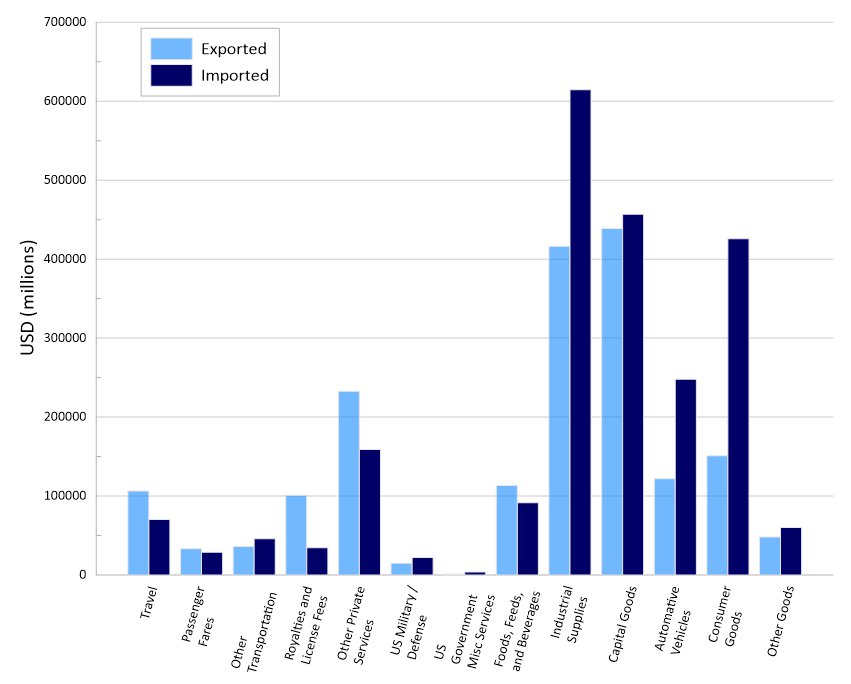 700000
Exported
Imported
600000
500000
400000
300000
200000
100000
0
USD (millions)
Travel
Passenger
Fares
Other
Transportation
Royalties and
License Fees
Other Private
Services
US Military /
Defense
US
Government
Misc Services
Foods, Feeds,
and Beverages
Industrial
Supplies
Capital Goods
Automative
Vehicles
Consumer
Goods
Other Goods